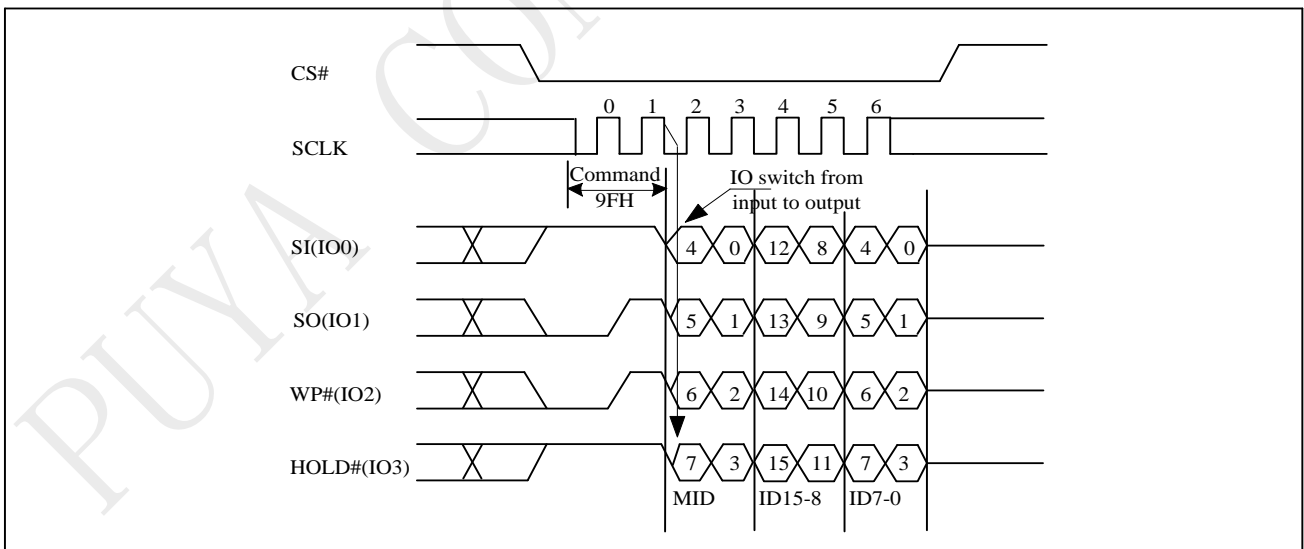 CS#
0 1 2 3 4 5 6
SCLK
Command
9FH
IO switch from
input to output
SI(IO0)
4 0 12 8 4 0
SO(IO1)
5 1 13 9 5 1
WP#(IO2)
6 2 14 10 6 2
HOLD#(IO3)
7 3 15 11 7 3
MID ID15-8 ID7-0
PUYA CON